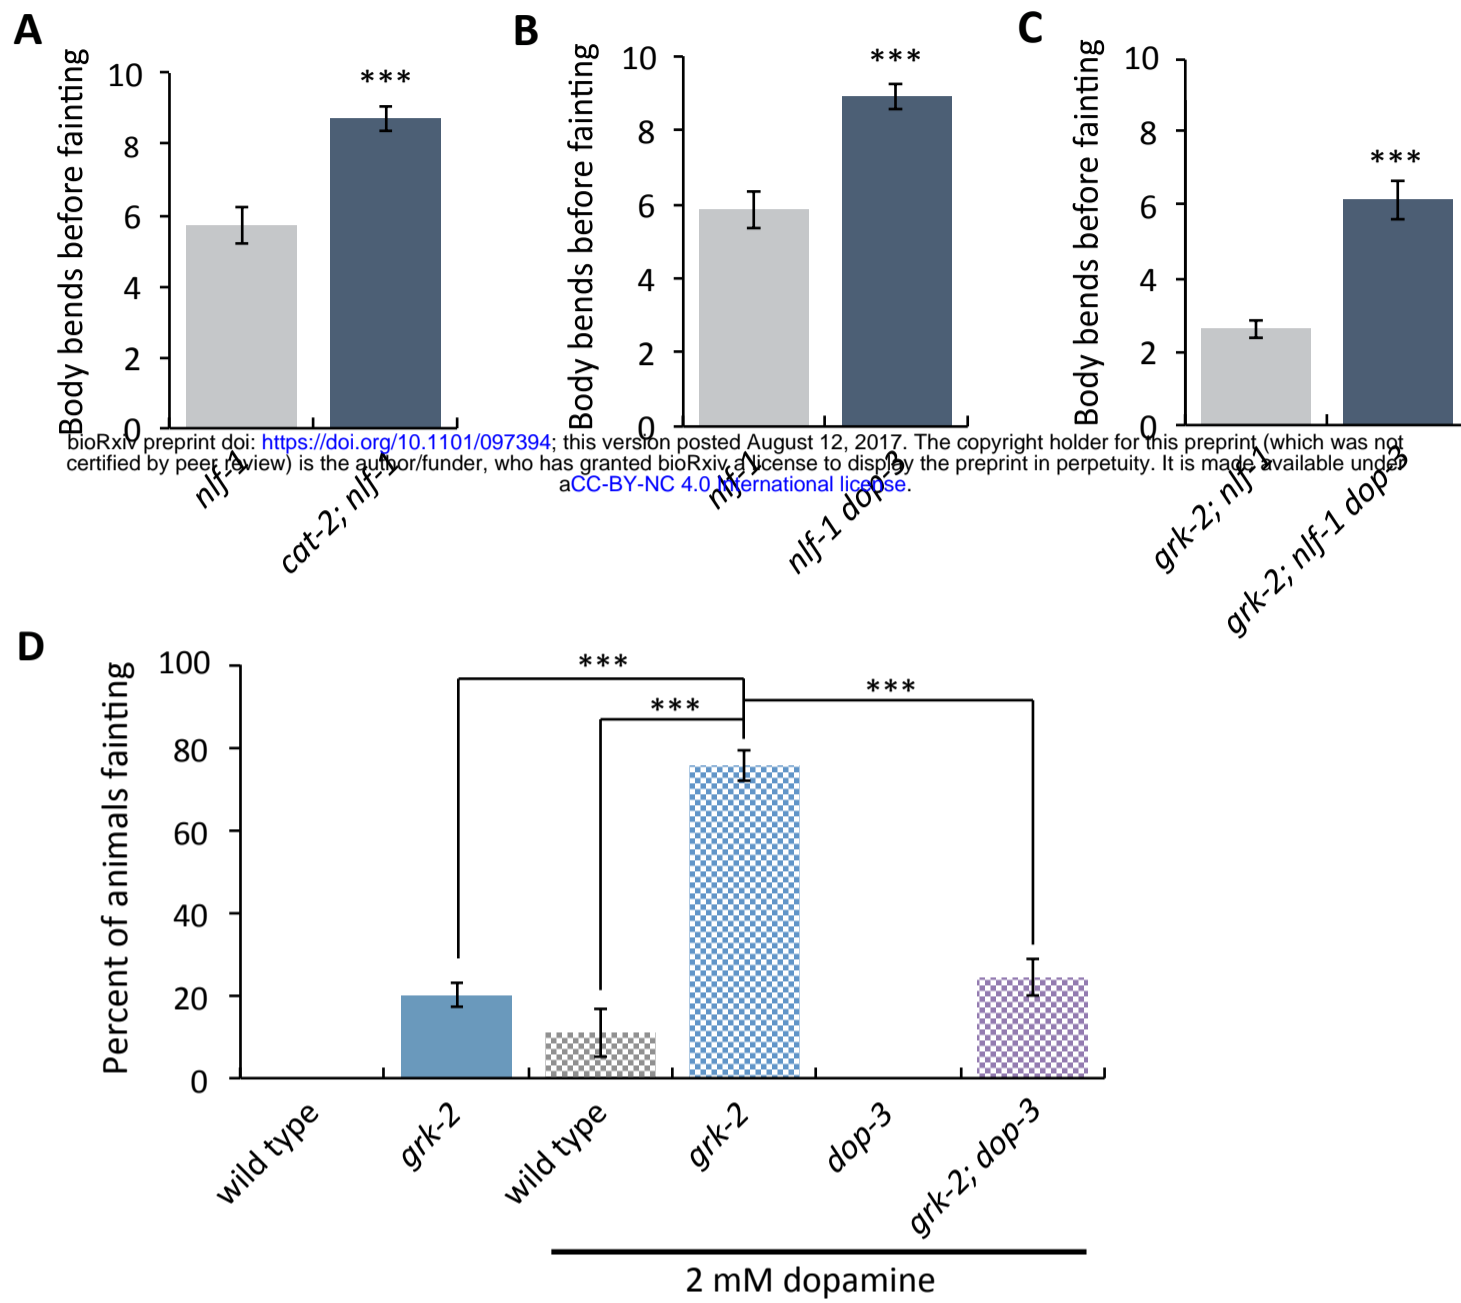 A
Body bends before fainting
10
8
6
4
2
0
***
nlf-1
cat-2; nlf-1
B
Body bends before fainting
10
8
6
4
2
0
***
nlf-1
nlf-1 dop-3
C
Body bends before fainting
10
8
6
4
2
0
***
grk-2; nlf-1
grk-2; nlf-1 dop-3
bioRxiv preprint doi: https://doi.org/10.1101/097394; this version posted August 12, 2017. The copyright holder for this preprint (which was not
certified by peer review) is the author/funder, who has granted bioRxiv a license to display the preprint in perpetuity. It is made available under
aCC-BY-NC 4.0 International license.
D
Percent of animals fainting
100
80
60
40
20
0
***
***
***
wild type
grk-2
wild type
grk-2
dop-3
grk-2; dop-3
2 mM dopamine